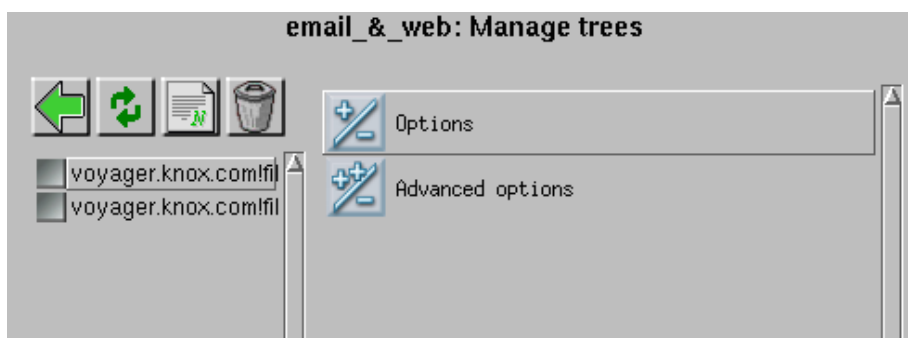 email_&_web: Manage trees
N
Options
Advanced options
voyager.knox.com!fil
voyager.knox.com!fil